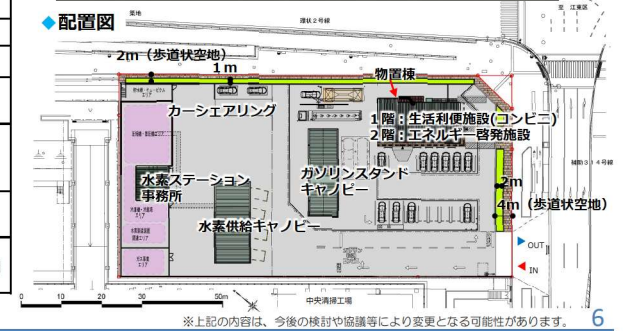 ◆配置図
築地
環状2号線
至 江東区
2m（歩道状空地）
1m
物置棟
カーシェアリング
1階：生活利便施設(コンビニ)
2階：エネルギー啓発施設
水素ステーション
事務所
ガソリンスタンド
キャノピー
水素供給キャノピー
補助314号線
2m
4m（歩道状空地）
OUT
IN
0 10 20 30 50m
中央清掃工場
※上記の内容は、今後の検討や協議等により変更となる可能性があります。
6